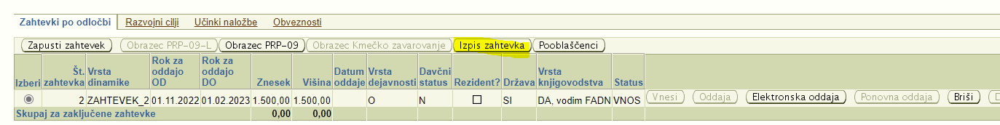 Zahtevki po odločbi Razvojni cilji Učinki naložbe Obveznosti
Zapusti zahtevek Obrazec PRP-09-L Obrazec PRP-09 Obrazec Kmečko zavarovanje Izpis zahtevka Pooblaščenci
Izberi Št. zahtevka Vrsta dinamike Rok za oddajo OD Rok za oddajo DO Znesek Višina Datum oddaje Vrsta dejavnosti Davčni status Rezident? Država Vrsta knjigovodstva Status
2 ZAHTEVEK_2 01.11.2022 01.02.2023 1.500,00 1.500,00 O N SI DA, vodim FADN VNOS Vnesi Oddaja Elektronska oddaja Ponovna oddaja Briši
Skupaj za zaključene zahtevke 0,00 0,00